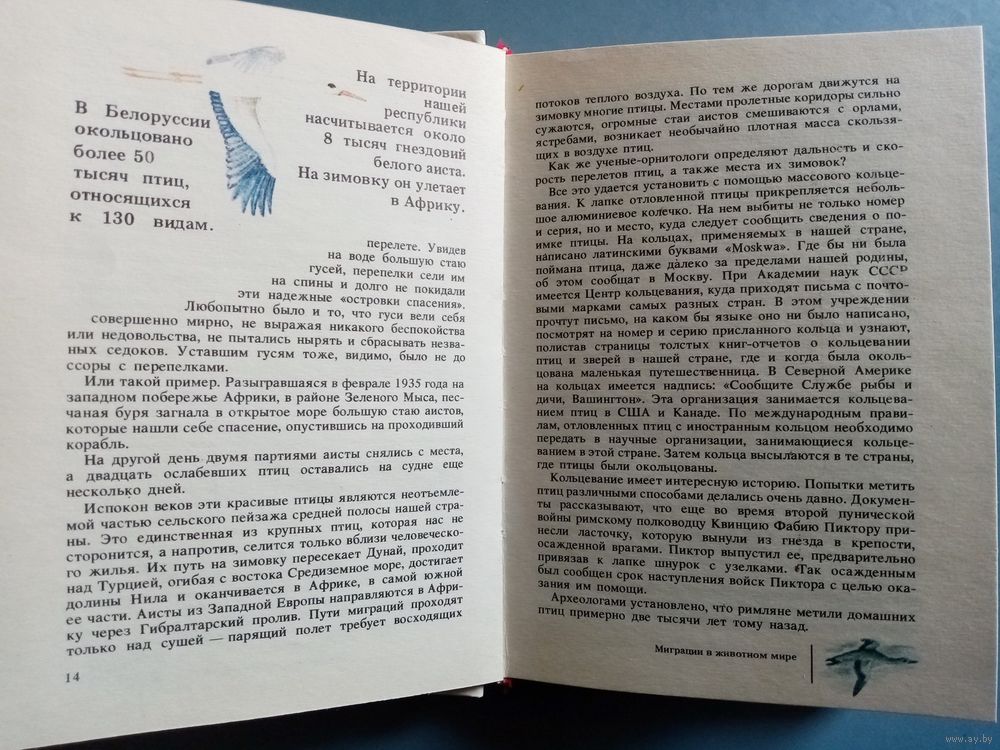 В Белоруссии
окольцовано
более 50
тысяч птиц,
относящихся
к 130 видам.
На территории
нашей
республики
насчитывается около
8 тысяч гнездовий
белого аиста.
На зимовку он улетает
в Африку.
перелете. Увидев
на воде большую стаю
гусей, перепелки сели им
на спины и долго не покидали
эти надежные «островки спасения».
Любопытно было и то, что гуси вели себя
совершенно мирно, не выражая никакого беспокойства
или недовольства, не пытались нырять и сбрасывать незва-
ных седоков. Уставшим гусям тоже, видимо, было не до
ссоры с перепелками.
Или такой пример. Разыгравшаяся в феврале 1935 года на
западном побережье Африки, в районе Зеленого Мыса, пес-
чаная буря загнала в открытое море большую стаю аистов,
которые нашли себе спасение, опустившись на проходивший
корабль.
На другой день двумя партиями аисты снялись с места,
а двадцать ослабевших птиц оставались на судне еще
несколько дней.
Испокон веков эти красивые птицы являются неотъемле-
мой частью сельского пейзажа средней полосы нашей стра-
ны. Это единственная из крупных птиц, которая нас не
сторонится, а напротив, селится только вблизи человеческо-
го жилья. Их путь на зимовку пересекает Дунай, проходит
над Турцией, огибая с востока Средиземное море, достигает
долины Нила и оканчивается в Африке, в самой южной
ее части. Аисты из Западной Европы направляются в Афри-
ку через Гибралтарский пролив. Пути миграций проходят
только над сушей — парящий полет требует восходящих
14
потоков теплого воздуха. По тем же дорогам движутся на
зимовку многие птицы. Местами пролетные коридоры сильно
сужаются, огромные стаи аистов смешиваются с орлами,
ястребами, возникает необычайно плотная масса скользя-
щих в воздухе птиц.
Как же ученые-орнитологи определяют дальность и ско-
рость перелетов птиц, а также места их зимовок?
Все это удается установить с помощью массового кольце-
вания. К лапке отловленной птицы прикрепляется неболь-
шое алюминиевое колечко. На нем выбиты не только номер
и серия, но и место, куда следует сообщить сведения о по-
имке птицы. На кольцах, применяемых в нашей стране,
написано латинскими буквами «Moskwa». Где бы ни была
поймана птица, даже далеко за пределами нашей родины,
об этом сообщат в Москву. При Академии наук СССР
имеется Центр кольцевания, куда приходят письма с почто-
выми марками самых разных стран. В этом учреждении
прочтут письмо, на каком бы языке оно ни было написано,
посмотрят на номер и серию присланного кольца и узнают,
полистав страницы толстых книг-отчетов о кольцевании
птиц и зверей в нашей стране, где и когда была околь-
цована маленькая путешественница. В Северной Америке
на кольцах имеется надпись: «Сообщите Службе рыбы и
дичи, Вашингтон». Эта организация занимается кольцева-
нием птиц в США и Канаде. По международным прави-
лам, отловленных птиц с иностранным кольцом необходимо
передать в научные организации, занимающиеся кольце-
ванием в этой стране. Затем кольца высылаются в те страны,
где птицы были окольцованы.
Кольцевание имеет интересную историю. Попытки метить
птиц различными способами делались очень давно. Докумен-
ты рассказывают, что еще во время второй пунической
войны римскому полководцу Квинцию Фабию Пиктору при-
несли ласточку, которую вынули из гнезда в крепости,
осажденной врагами. Пиктор выпустил ее, предварительно
привязав к лапке шнурок с узелками. Так осажденным
был сообщен срок наступления войск Пиктора с целью ока-
зания им помощи.
Археологами установлено, что римляне метили домашних
птиц примерно две тысячи лет тому назад.
Миграции в животном мире
www.ay.by